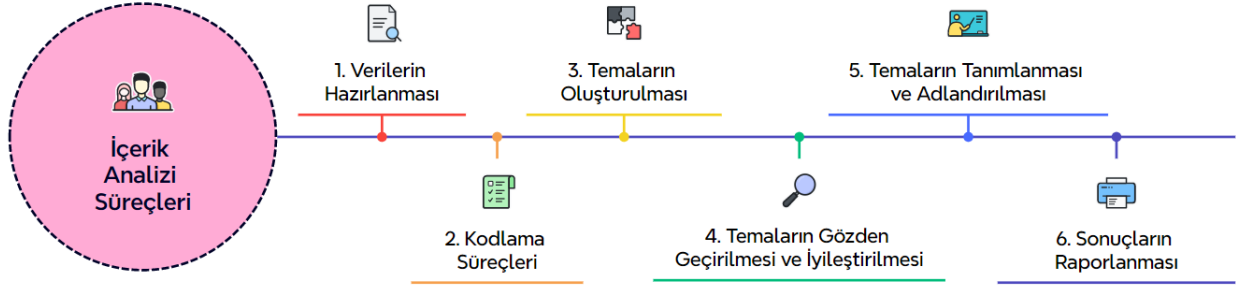 İçerik
Analizi
Süreçleri
1. Verilerin
Hazırlanması
2. Kodlama
Süreçleri
3. Temaların
Oluşturulması
4. Temaların Gözden
Geçirilmesi ve İyileştirilmesi
5. Temaların Tanımlanması
ve Adlandırılması
6. Sonuçların
Raporlanması